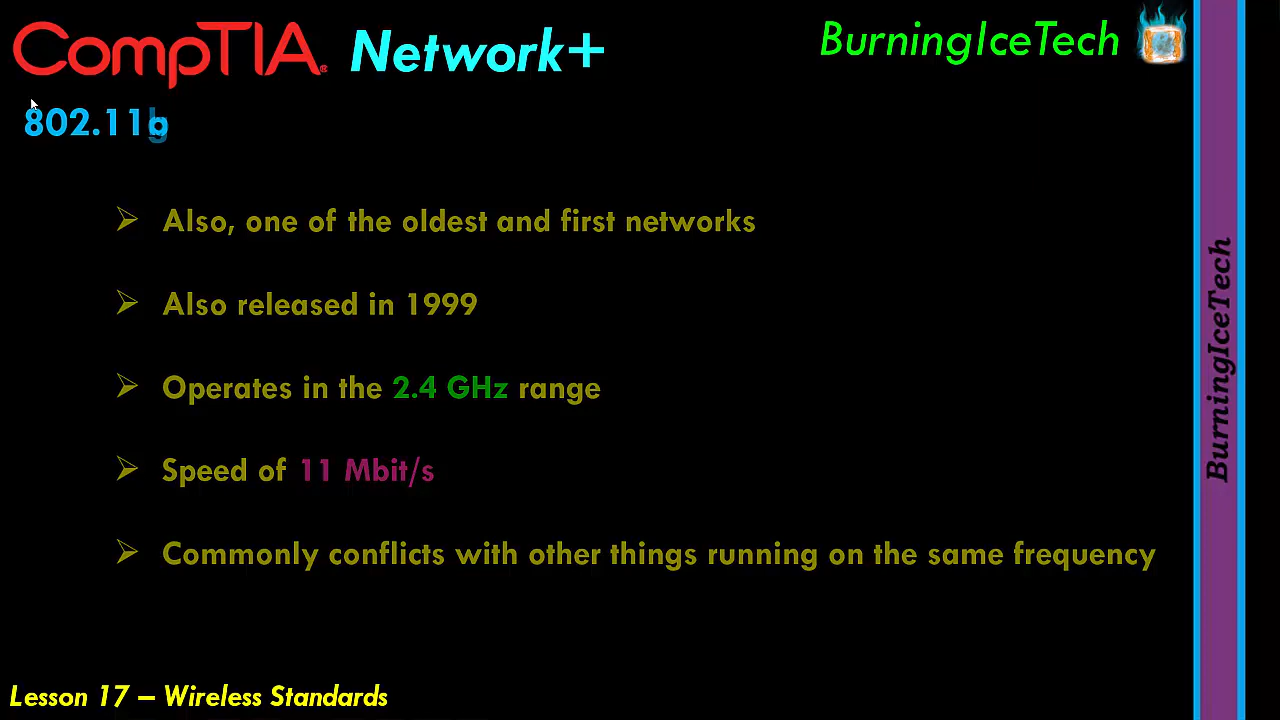 CompTIA® Network+
BurningIceTech
802.11b
Also, one of the oldest and first networks
Also released in 1999
Operates in the 2.4 GHz range
Speed of 11 Mbit/s
Commonly conflicts with other things running on the same frequency
BurningIceTech
Lesson 17 – Wireless Standards